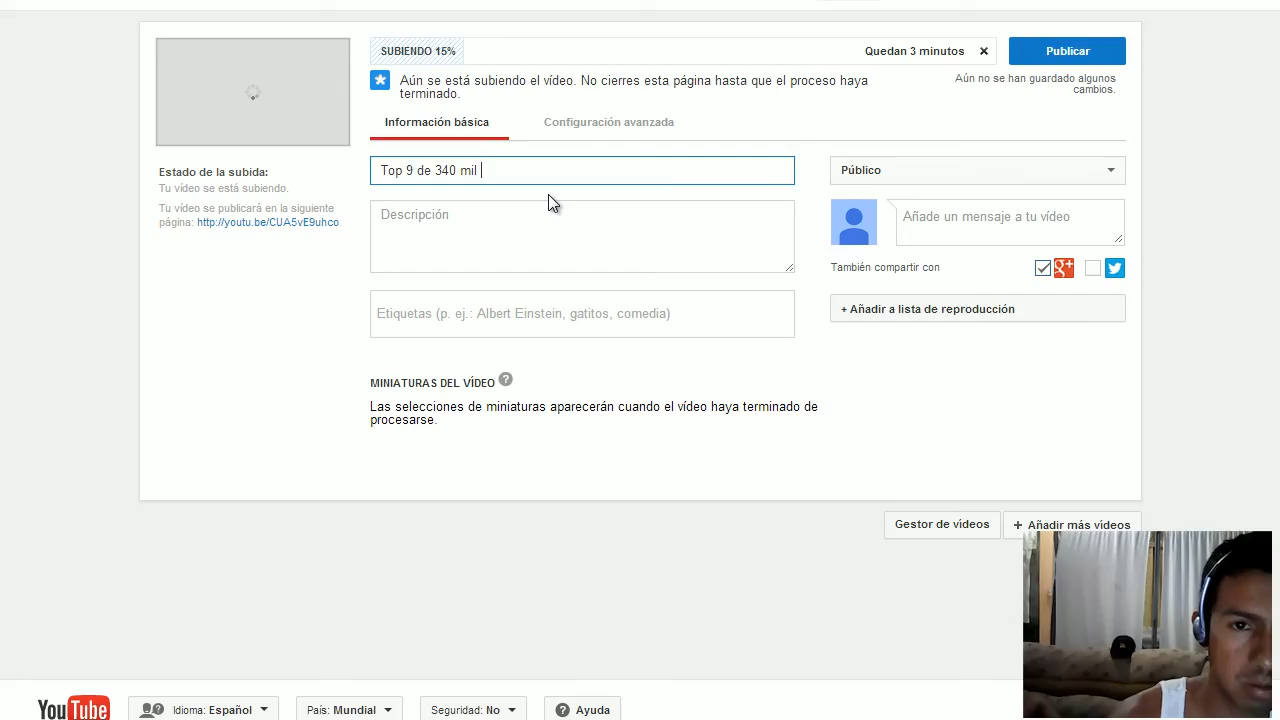 SUBIENDO 15%
Quedan 3 minutos
Publicar
Aún se está subiendo el vídeo. No cierres esta página hasta que el proceso haya
terminado.
Aún no se han guardado algunos
cambios.
Información básica
Configuración avanzada
Top 9 de 340 mil
Público
Estado de la subida:
Tu vídeo se está subiendo.
Tu vídeo se publicará en la siguiente
página: http://youtu.be/CUA5vE9uhco
Descripción
Añade un mensaje a tu vídeo
También compartir con
Etiquetas (p. ej.: Albert Einstein, gatitos, comedia)
+ Añadir a lista de reproducción
MINIATURAS DEL VÍDEO ?
Las selecciones de miniaturas aparecerán cuando el vídeo haya terminado de
procesarse.
Gestor de vídeos
+ Añadir más vídeos
YouTube
Idioma: Español
País: Mundial
Seguridad: No
? Ayuda